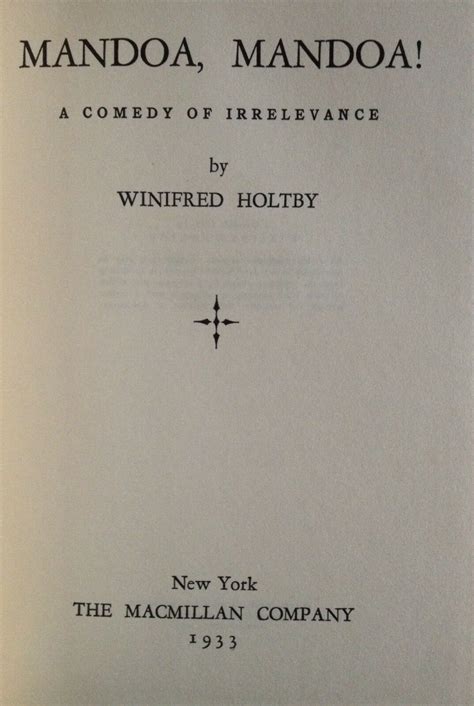 MANDOA, MANDOA!
A COMEDY OF IRRELEVANCE
by
WINIFRED HOLTBY
New York
THE MACMILLAN COMPANY
1933